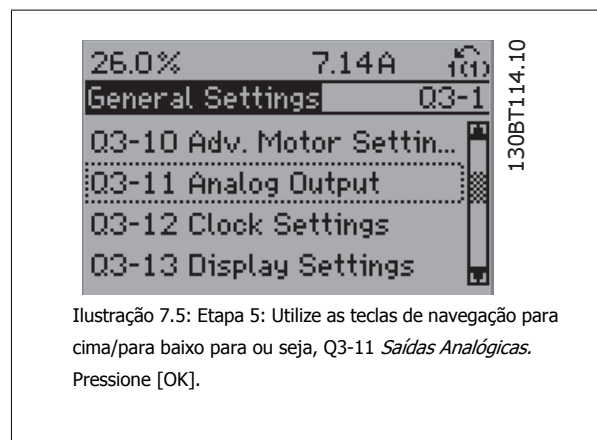 26.0% 7.14A 1(1)
General Settings Q3-1
Q3-10 Adv. Motor Settin...
Q3-11 Analog Output
Q3-12 Clock Settings
Q3-13 Display Settings
130BT114.10
Ilustração 7.5: Etapa 5: Utilize as teclas de navegação para
cima/para baixo para ou seja, Q3-11 Saídas Analógicas.
Pressione [OK].